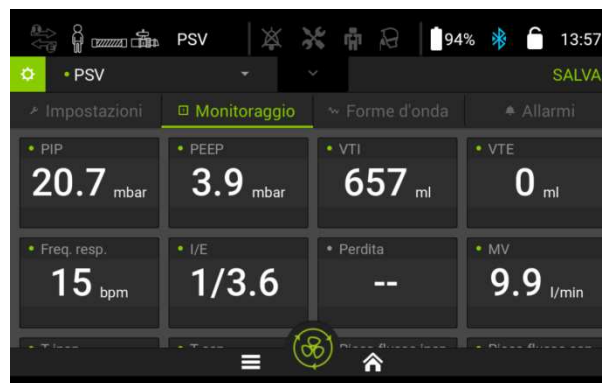 PSV 94% 13:57
PSV SALVA
Impostazioni Monitoraggio Forme d'onda Allarmi
PIP PEEP VTI VTE
20.7 mbar 3.9 mbar 657 ml 0 ml
Freq. resp. I/E Perdita MV
15 bpm 1/3.6 -- 9.9 l/min